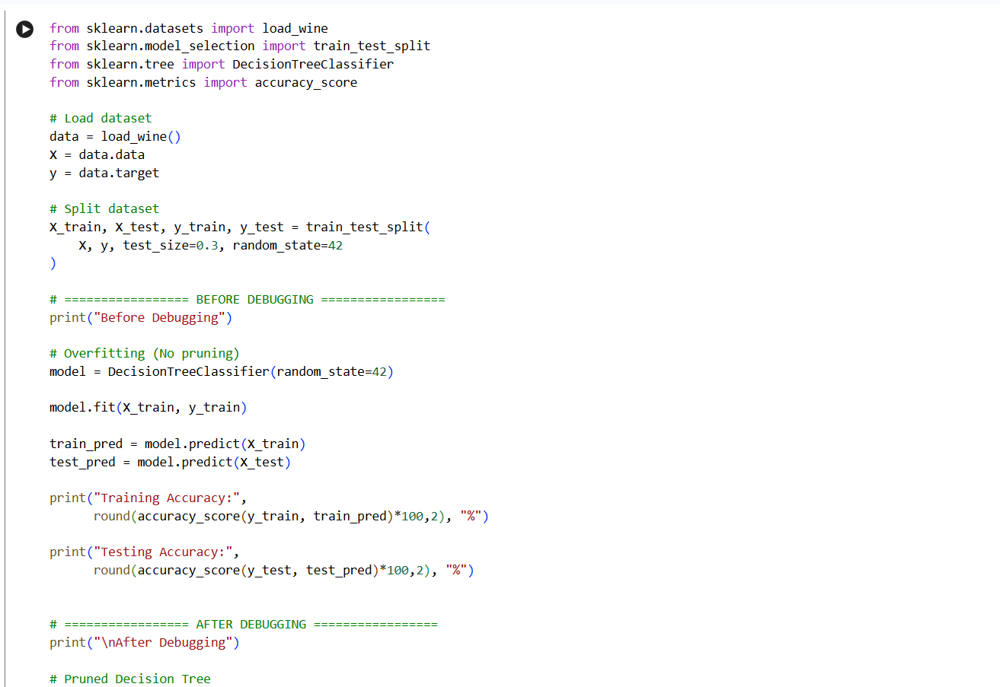 from sklearn.datasets import load_wine
from sklearn.model_selection import train_test_split
from sklearn.tree import DecisionTreeClassifier
from sklearn.metrics import accuracy_score

# Load dataset
data = load_wine()
X = data.data
y = data.target

# Split dataset
X_train, X_test, y_train, y_test = train_test_split(
    X, y, test_size=0.3, random_state=42
)

# ================= BEFORE DEBUGGING =================
print("Before Debugging")

# Overfitting (No pruning)
model = DecisionTreeClassifier(random_state=42)

model.fit(X_train, y_train)

train_pred = model.predict(X_train)
test_pred = model.predict(X_test)

print("Training Accuracy:",
      round(accuracy_score(y_train, train_pred)*100,2), "%")

print("Testing Accuracy:",
      round(accuracy_score(y_test, test_pred)*100,2), "%")


# ================= AFTER DEBUGGING =================
print("\nAfter Debugging")

# Pruned Decision Tree